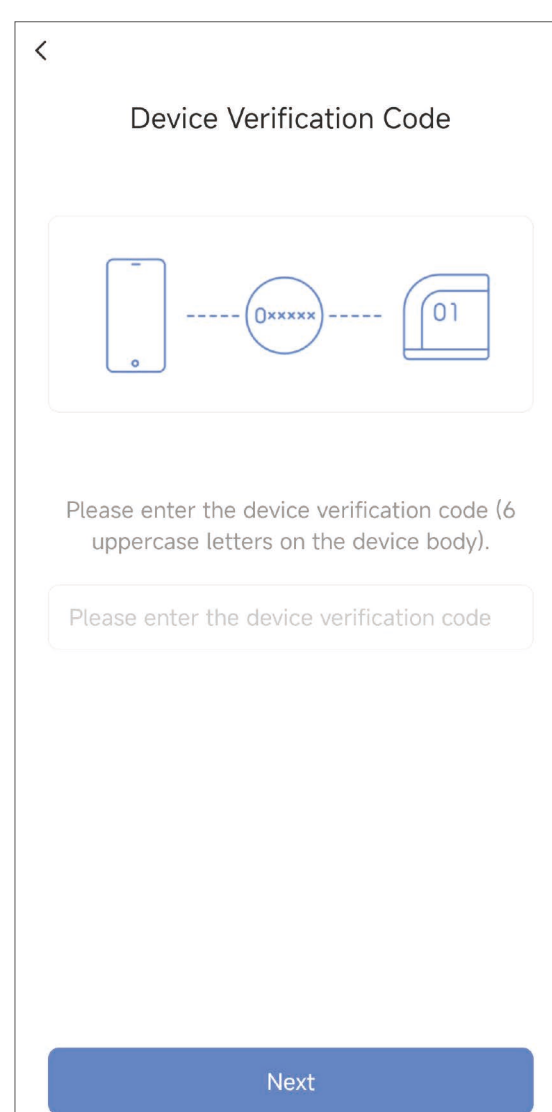 Device Verification Code
0xxxxx
01
Please enter the device verification code (6
uppercase letters on the device body).
Please enter the device verification code
Next